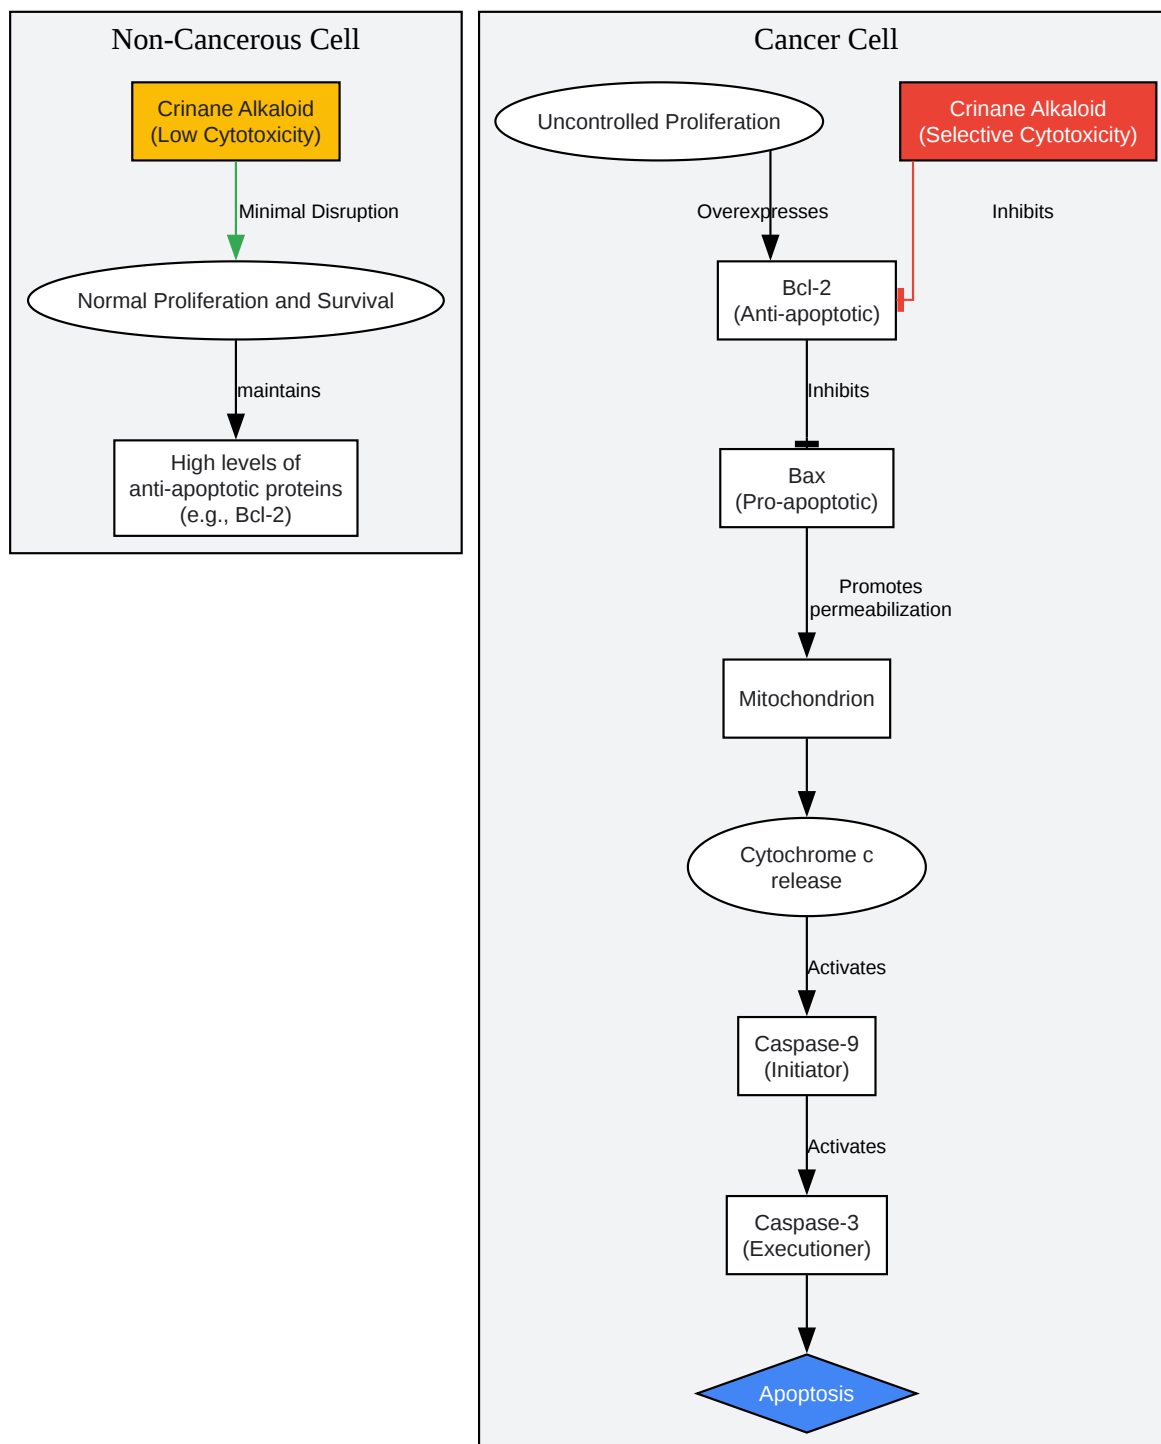 Non-Cancerous Cell
Crinane Alkaloid
(Low Cytotoxicity)
Minimal Disruption
Normal Proliferation and Survival
maintains
High levels of
anti-apoptotic proteins
(e.g., Bcl-2)
Cancer Cell
Uncontrolled Proliferation
Crinane Alkaloid
(Selective Cytotoxicity)
Overexpresses
Inhibits
Bcl-2
(Anti-apoptotic)
Inhibits
Bax
(Pro-apoptotic)
Promotes
permeabilization
Mitochondrion
Cytochrome c
release
Activates
Caspase-9
(Initiator)
Activates
Caspase-3
(Executioner)
Apoptosis